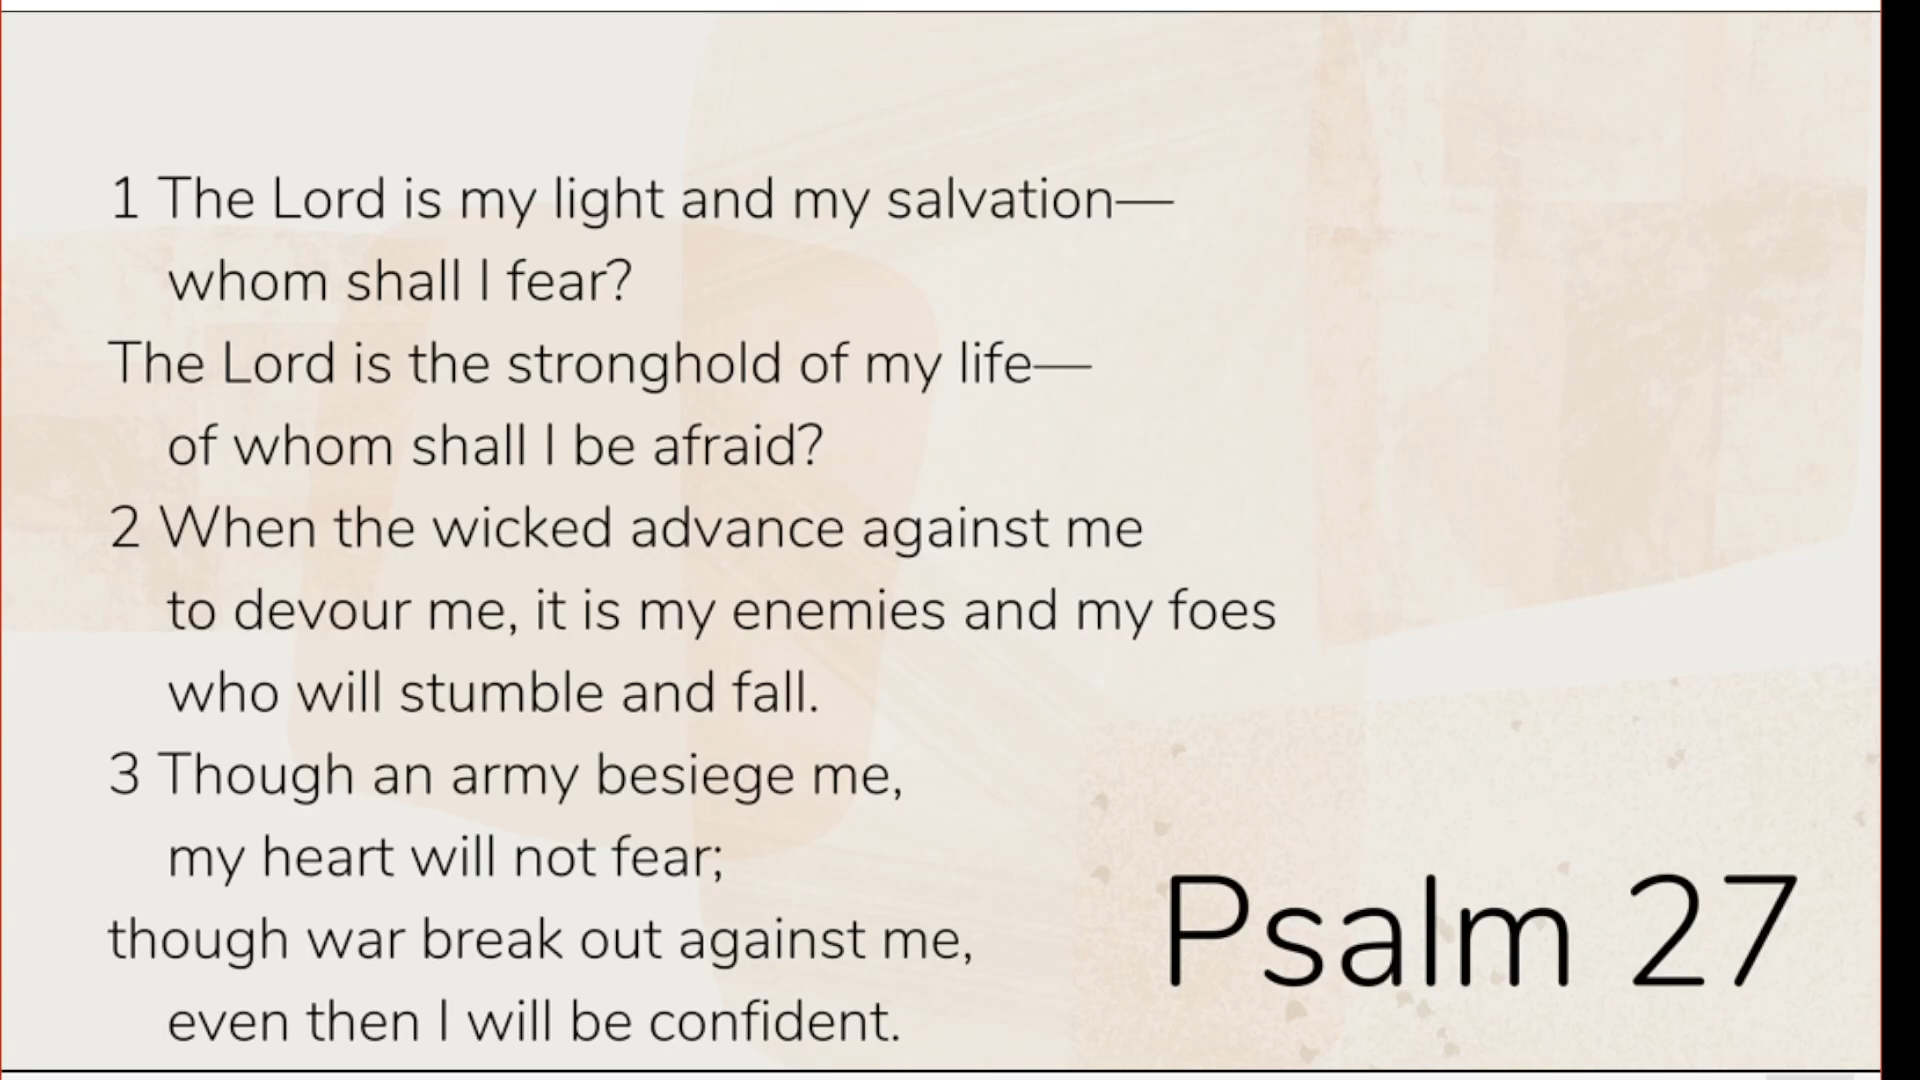 1 The Lord is my light and my salvation—
whom shall I fear?
The Lord is the stronghold of my life—
of whom shall I be afraid?
2 When the wicked advance against me
to devour me, it is my enemies and my foes
who will stumble and fall.
3 Though an army besiege me,
my heart will not fear;
though war break out against me,
even then I will be confident.
Psalm 27